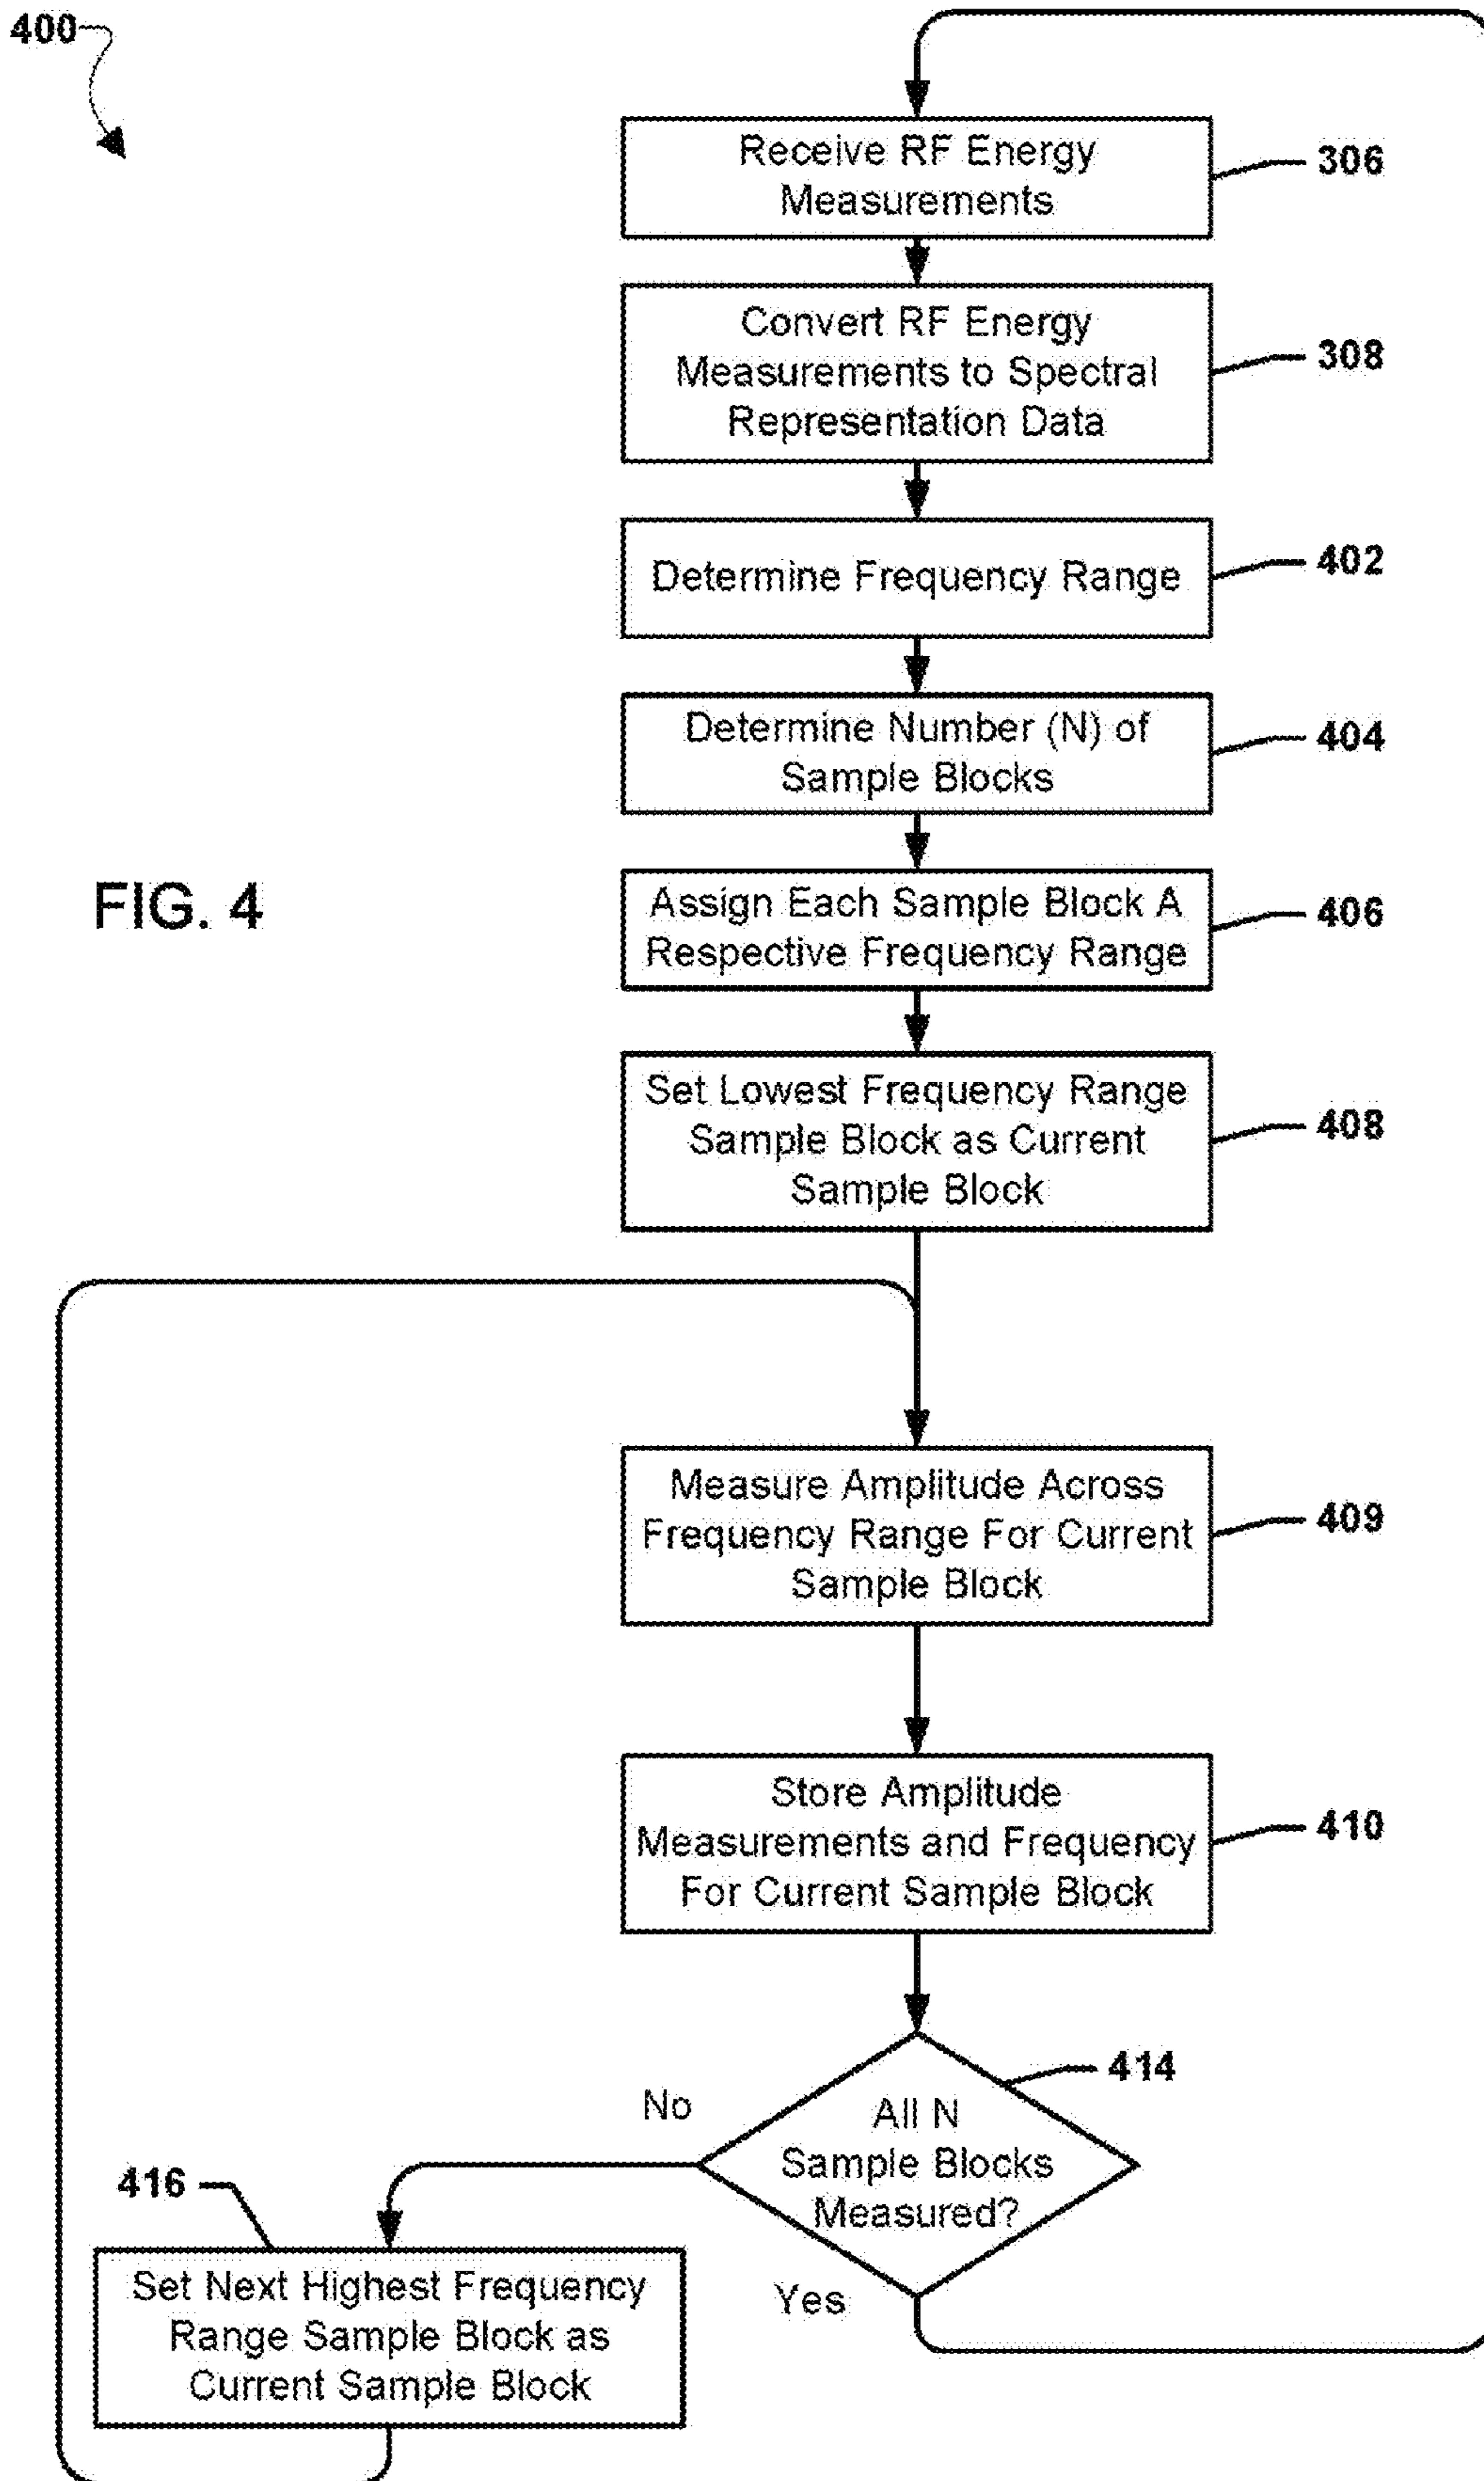 400
Receive RF Energy
Measurements
306
Convert RF Energy
Measurements to Spectral
Representation Data
308
Determine Frequency Range
402
Determine Number (N) of
Sample Blocks
404
FIG. 4
Assign Each Sample Block A
Respective Frequency Range
406
Set Lowest Frequency Range
Sample Block as Current
Sample Block
408
Measure Amplitude Across
Frequency Range For Current
Sample Block
409
Store Amplitude
Measurements and Frequency
For Current Sample Block
410
All N
Sample Blocks
Measured?
414
No
Yes
416
Set Next Highest Frequency
Range Sample Block as
Current Sample Block